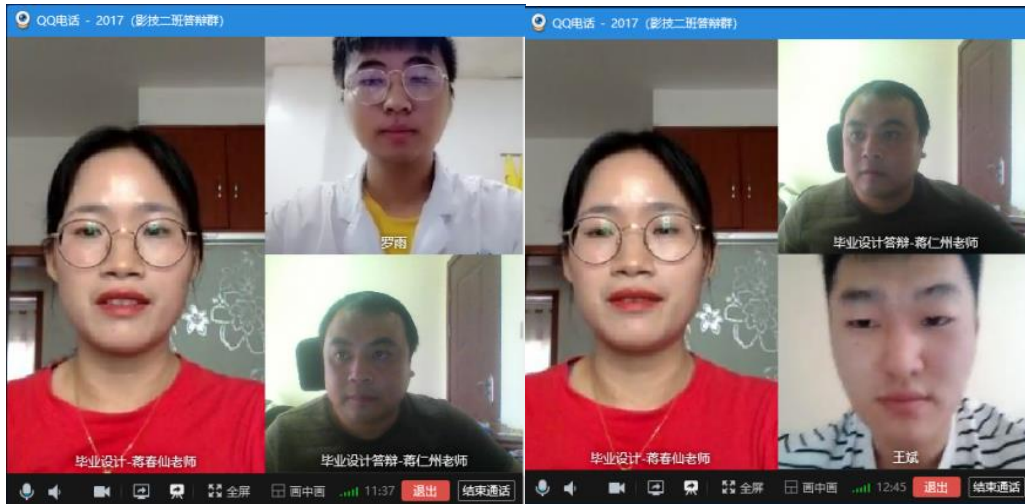 QQ电话 - 2017（影技二班答辩群）
罗雨
毕业设计-蒋春仙老师
毕业设计答辩-蒋仁州老师
全屏 画中画 11:37 退出 结束通话
QQ电话 - 2017（影技二班答辩群）
毕业设计答辩-蒋仁州老师
毕业设计-蒋春仙老师
王斌
全屏 画中画 12:45 退出 结束通话